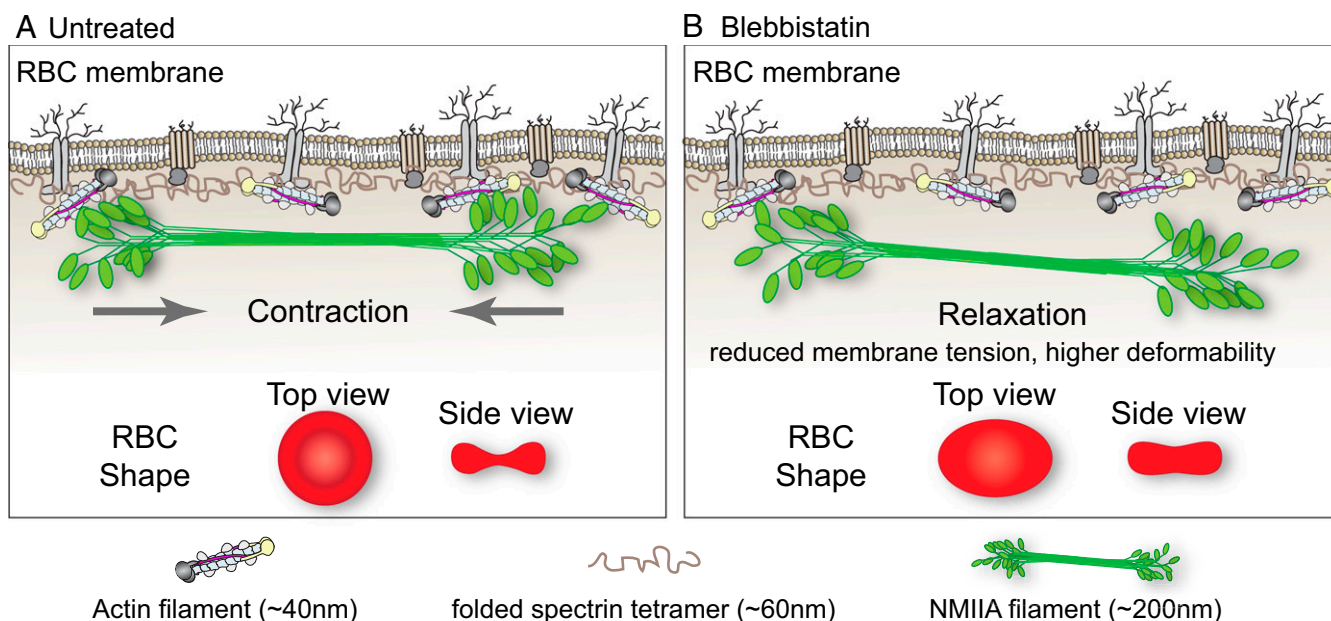 A Untreated
RBC membrane
Contraction
Top view
Side view
RBC
Shape
B Blebbistatin
RBC membrane
Relaxation
reduced membrane tension, higher deformability
Top view
Side view
RBC
Shape
Actin filament (~40nm)
folded spectrin tetramer (~60nm)
NMIIA filament (~200nm)